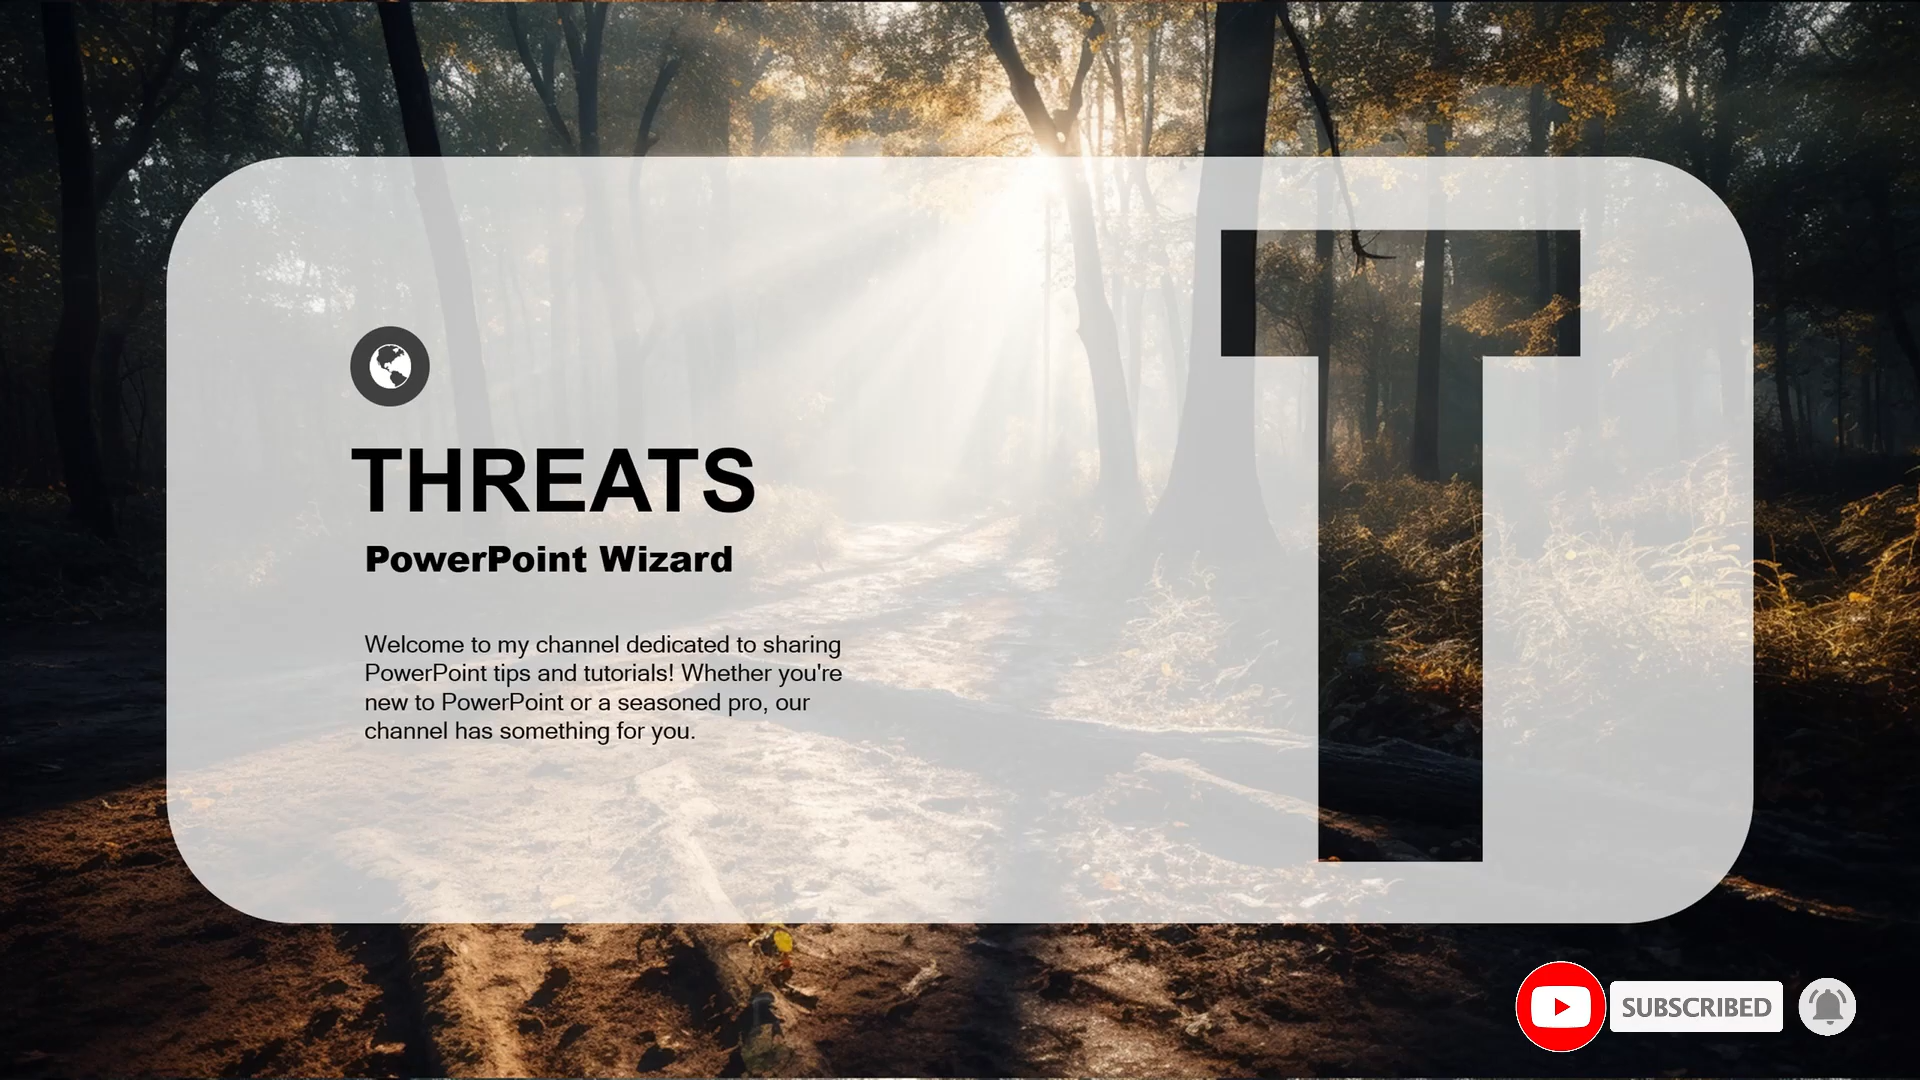 T
THREATS
PowerPoint Wizard
Welcome to my channel dedicated to sharing
PowerPoint tips and tutorials! Whether you're
new to PowerPoint or a seasoned pro, our
channel has something for you.
SUBSCRIBED